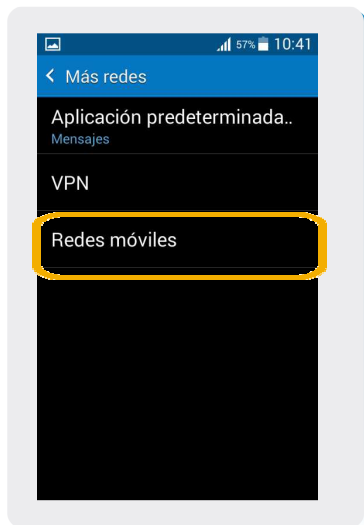 57% 10:41
Más redes
Aplicación predeterminada..
Mensajes
VPN
Redes móviles